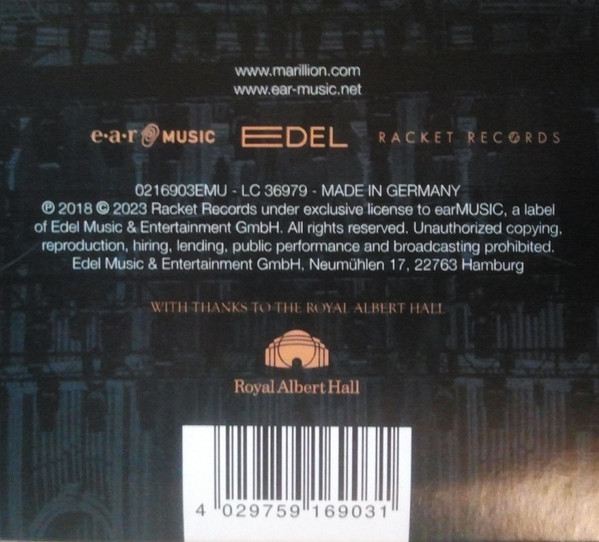 www.marillion.com
www.ear-music.net
e·a·r MUSIC EDEL RACKET RECORDS
0216903EMU - LC 36979 - MADE IN GERMANY
℗ 2018 © 2023 Racket Records under exclusive license to earMUSIC, a label
of Edel Music & Entertainment GmbH. All rights reserved. Unauthorized copying,
reproduction, hiring, lending, public performance and broadcasting prohibited.
Edel Music & Entertainment GmbH, Neumühlen 17, 22763 Hamburg
WITH THANKS TO THE ROYAL ALBERT HALL
Royal Albert Hall
4 029759 169031